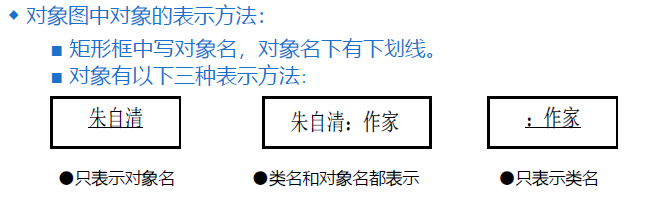 ◆ 对象图中对象的表示方法：
■ 矩形框中写对象名，对象名下有下划线。
■ 对象有以下三种表示方法：
朱自清 朱自清：作家 ：作家
●只表示对象名 ●类名和对象名都表示 ●只表示类名